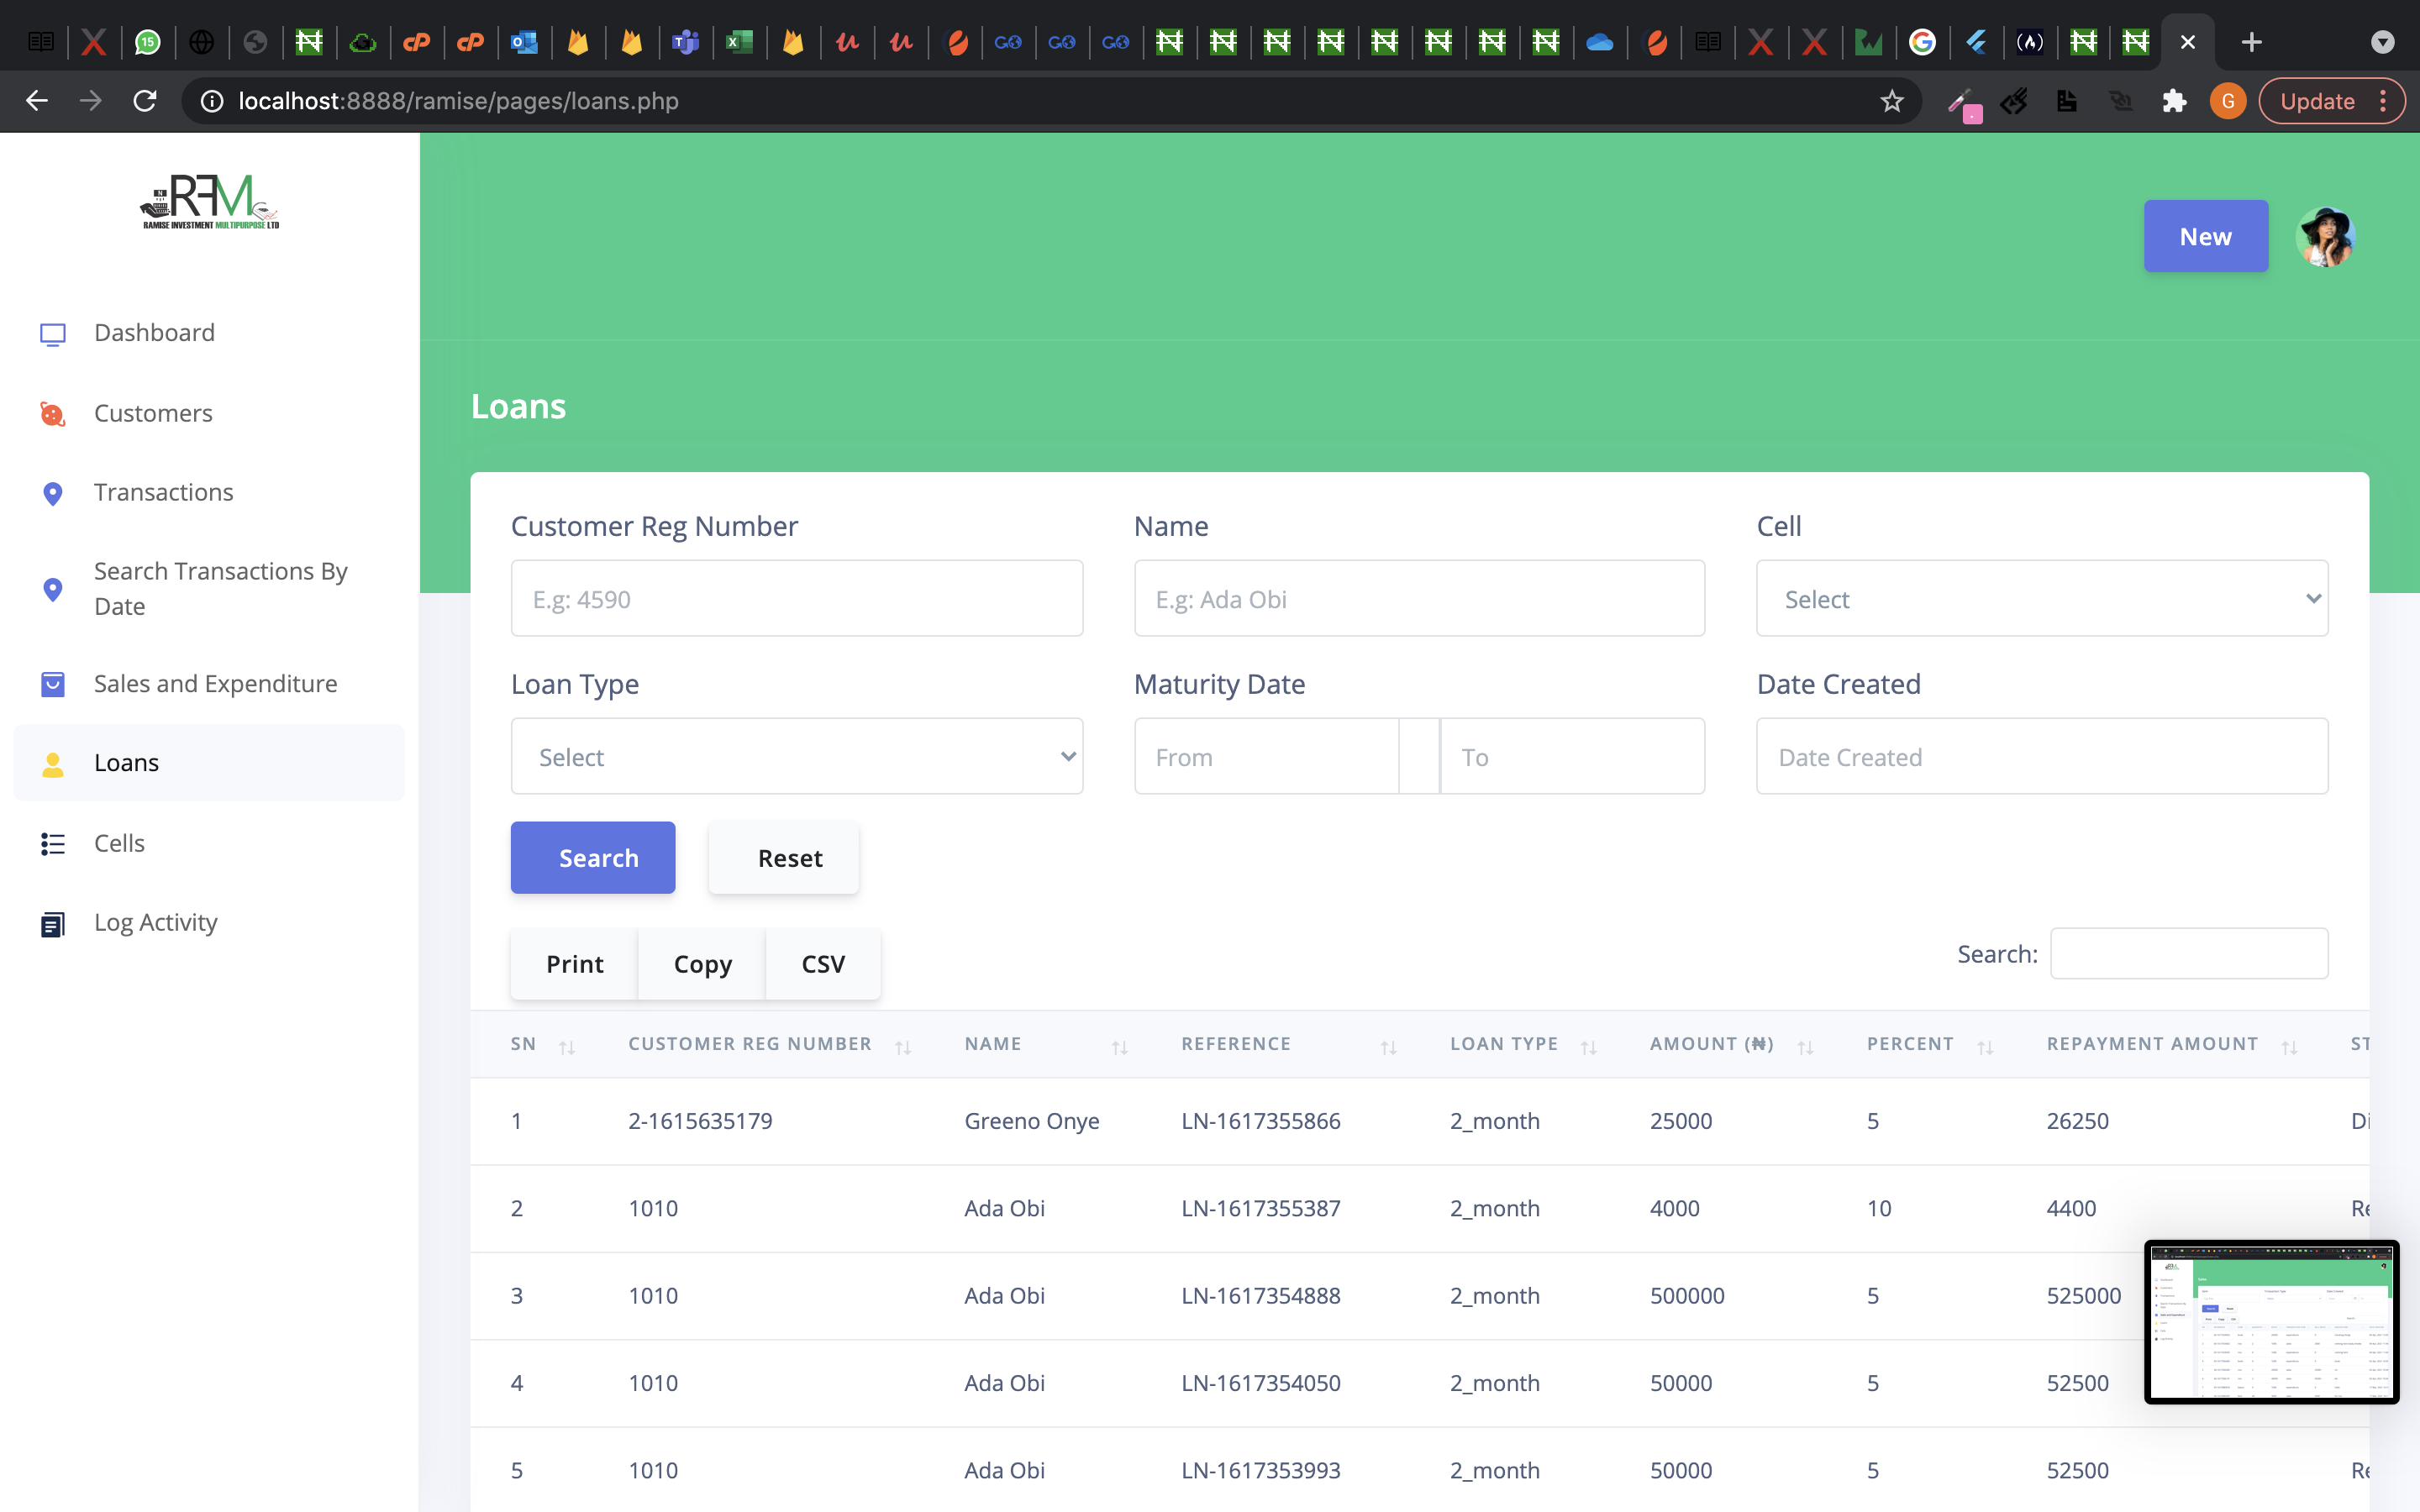 15
localhost:8888/ramise/pages/loans.php
G
Update
RFM
RAMISE INVESTMENT MULTIPURPOSE LTD
New
Dashboard
Customers
Transactions
Search Transactions By
Date
Sales and Expenditure
Loans
Cells
Log Activity
Loans
Customer Reg Number Name Cell
E.g: 4590 E.g: Ada Obi Select
Loan Type Maturity Date Date Created
Select From To Date Created
Search Reset
Print Copy CSV Search:
SN CUSTOMER REG NUMBER NAME REFERENCE LOAN TYPE AMOUNT (₦) PERCENT REPAYMENT AMOUNT ST
1 2-1615635179 Greeno Onye LN-1617355866 2_month 25000 5 26250 Di
2 1010 Ada Obi LN-1617355387 2_month 4000 10 4400 Re
3 1010 Ada Obi LN-1617354888 2_month 500000 5 525000
4 1010 Ada Obi LN-1617354050 2_month 50000 5 52500
5 1010 Ada Obi LN-1617353993 2_month 50000 5 52500 Re